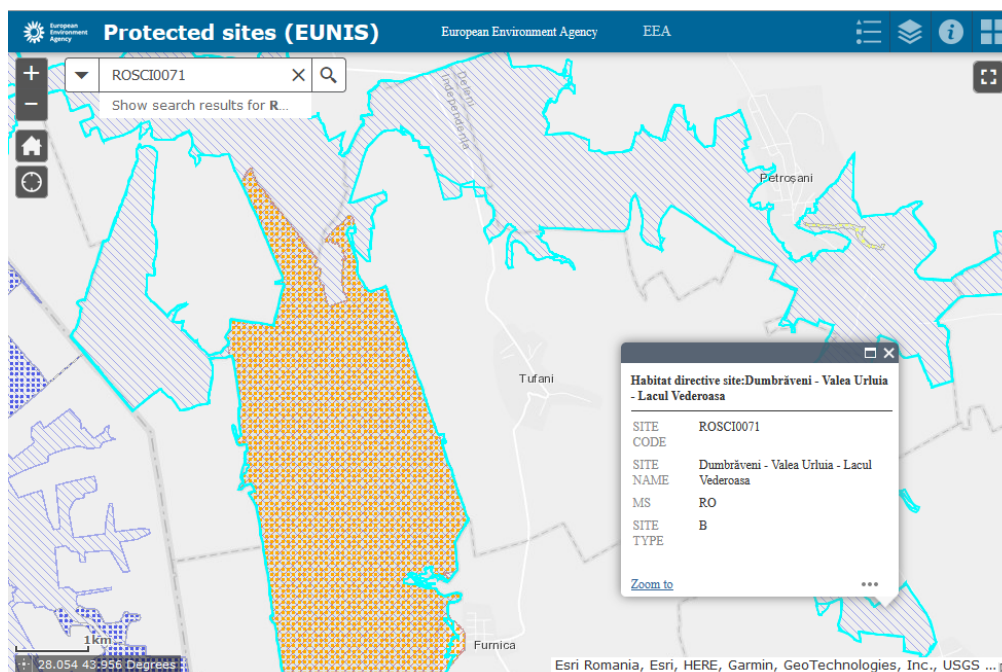 European
Environment
Agency
Protected sites (EUNIS)
European Environment Agency
EEA
+
−
ROSCI0071
Show search results for R...
Deleni
Independența
Petroșani
Tufani
Furnica
Habitat directive site:Dumbrăveni - Valea Urluia
- Lacul Vederoasa
SITE CODE ROSCI0071
SITE NAME Dumbrăveni - Valea Urluia - Lacul Vederoasa
MS RO
SITE TYPE B
Zoom to
1km
28.054 43.956 Degrees
Esri Romania, Esri, HERE, Garmin, GeoTechnologies, Inc., USGS ...